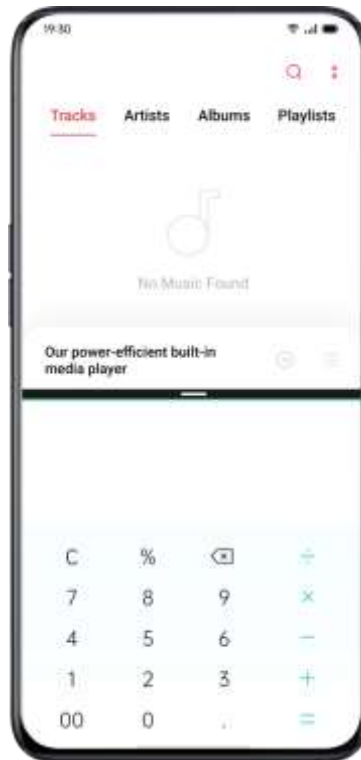 19:30
Tracks Artists Albums Playlists
No Music Found
Our power-efficient built-in
media player
C % ÷
7 8 9 ×
4 5 6 −
1 2 3 +
00 0 . =